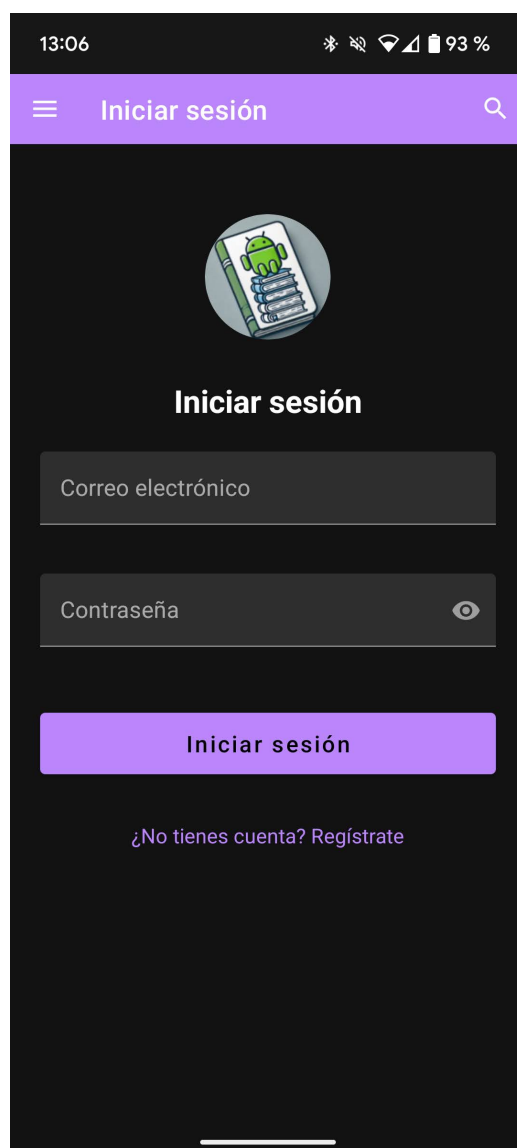 13:06 93 %
Iniciar sesión
Iniciar sesión
Correo electrónico
Contraseña
Iniciar sesión
¿No tienes cuenta? Regístrate